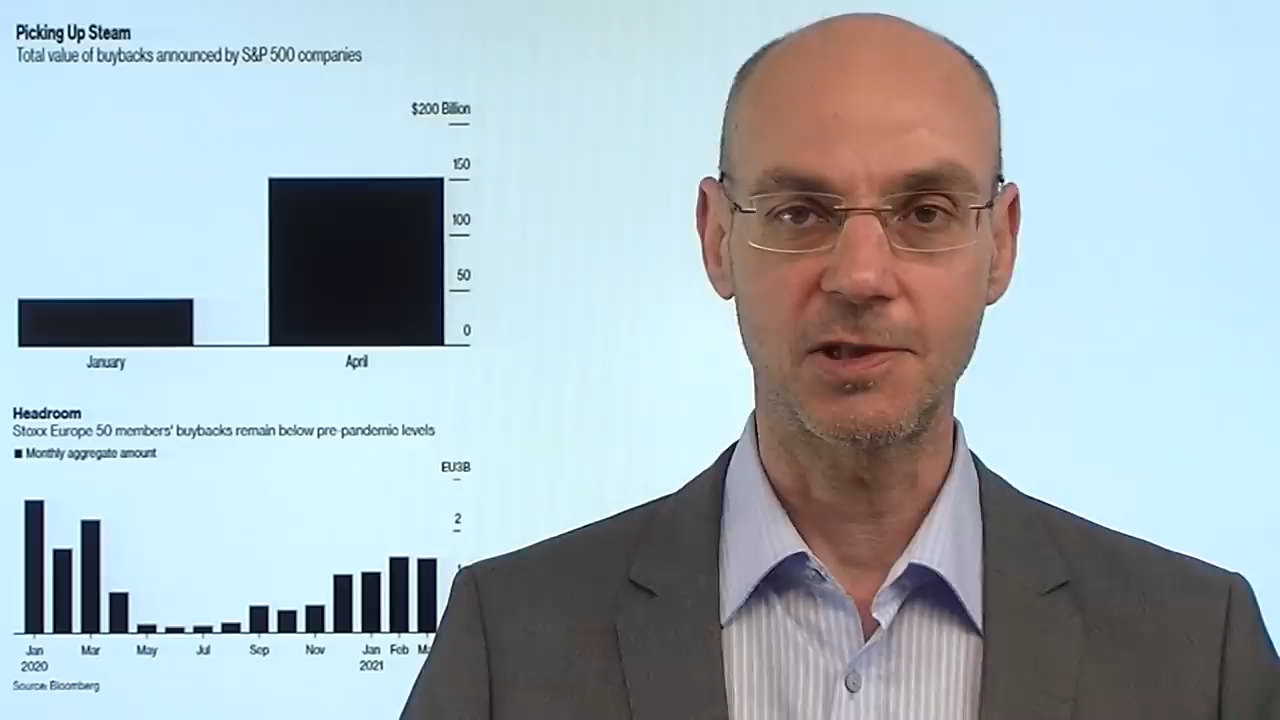 Picking Up Steam
Total value of buybacks announced by S&P 500 companies
$200 Billion
150
100
50
0
January
April
Headroom
Stoxx Europe 50 members' buybacks remain below pre-pandemic levels
Monthly aggregate amount
EU3B
2
Jan Mar May Jul Sep Nov Jan Feb
2020 2021
Source: Bloomberg